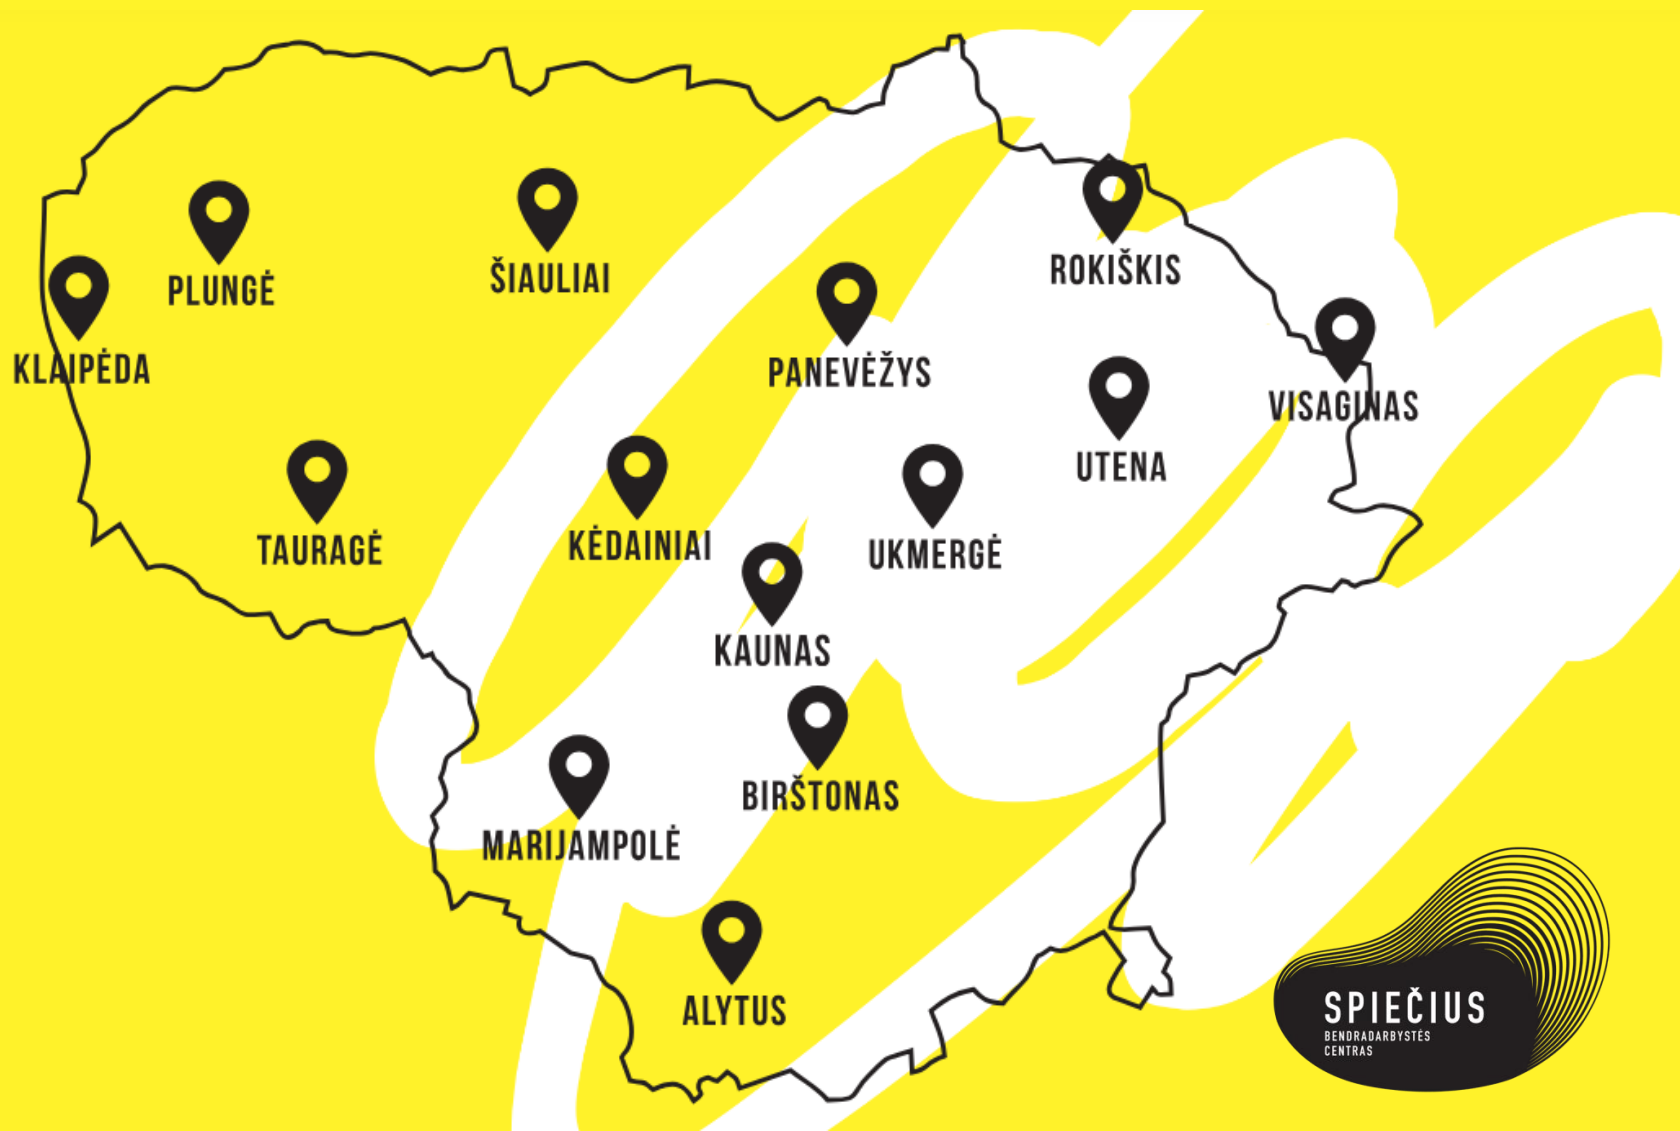 ROKIŠKIS
ŠIAULIAI
PLUNGĖ
KLAIPĖDA
PANEVĖŽYS
VISAGINAS
UTENA
TAURAGĖ
KĖDAINIAI
UKMERGĖ
KAUNAS
BIRŠTONAS
MARIJAMPOLĖ
ALYTUS
SPIEČIUS
BENDRADARBYSTĖS
CENTRAS